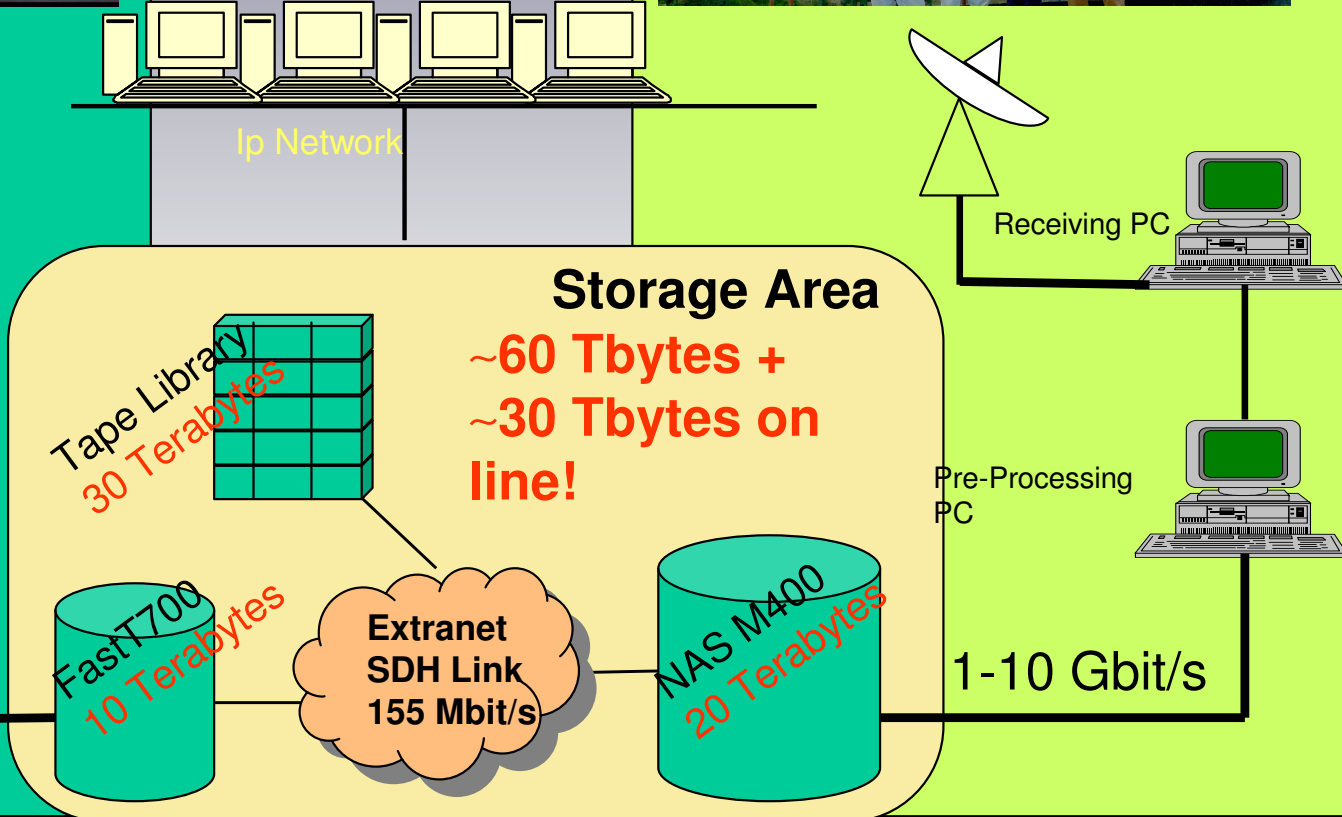 Ip Network
Receiving PC
Storage Area
~60 Tbytes +
~30 Tbytes on
line!
Tape Library
30 Terabytes
Pre-Processing
PC
FastT700
10 Terabytes
Extranet
SDH Link
155 Mbit/s
NAS M400
20 Terabytes
1-10 Gbit/s